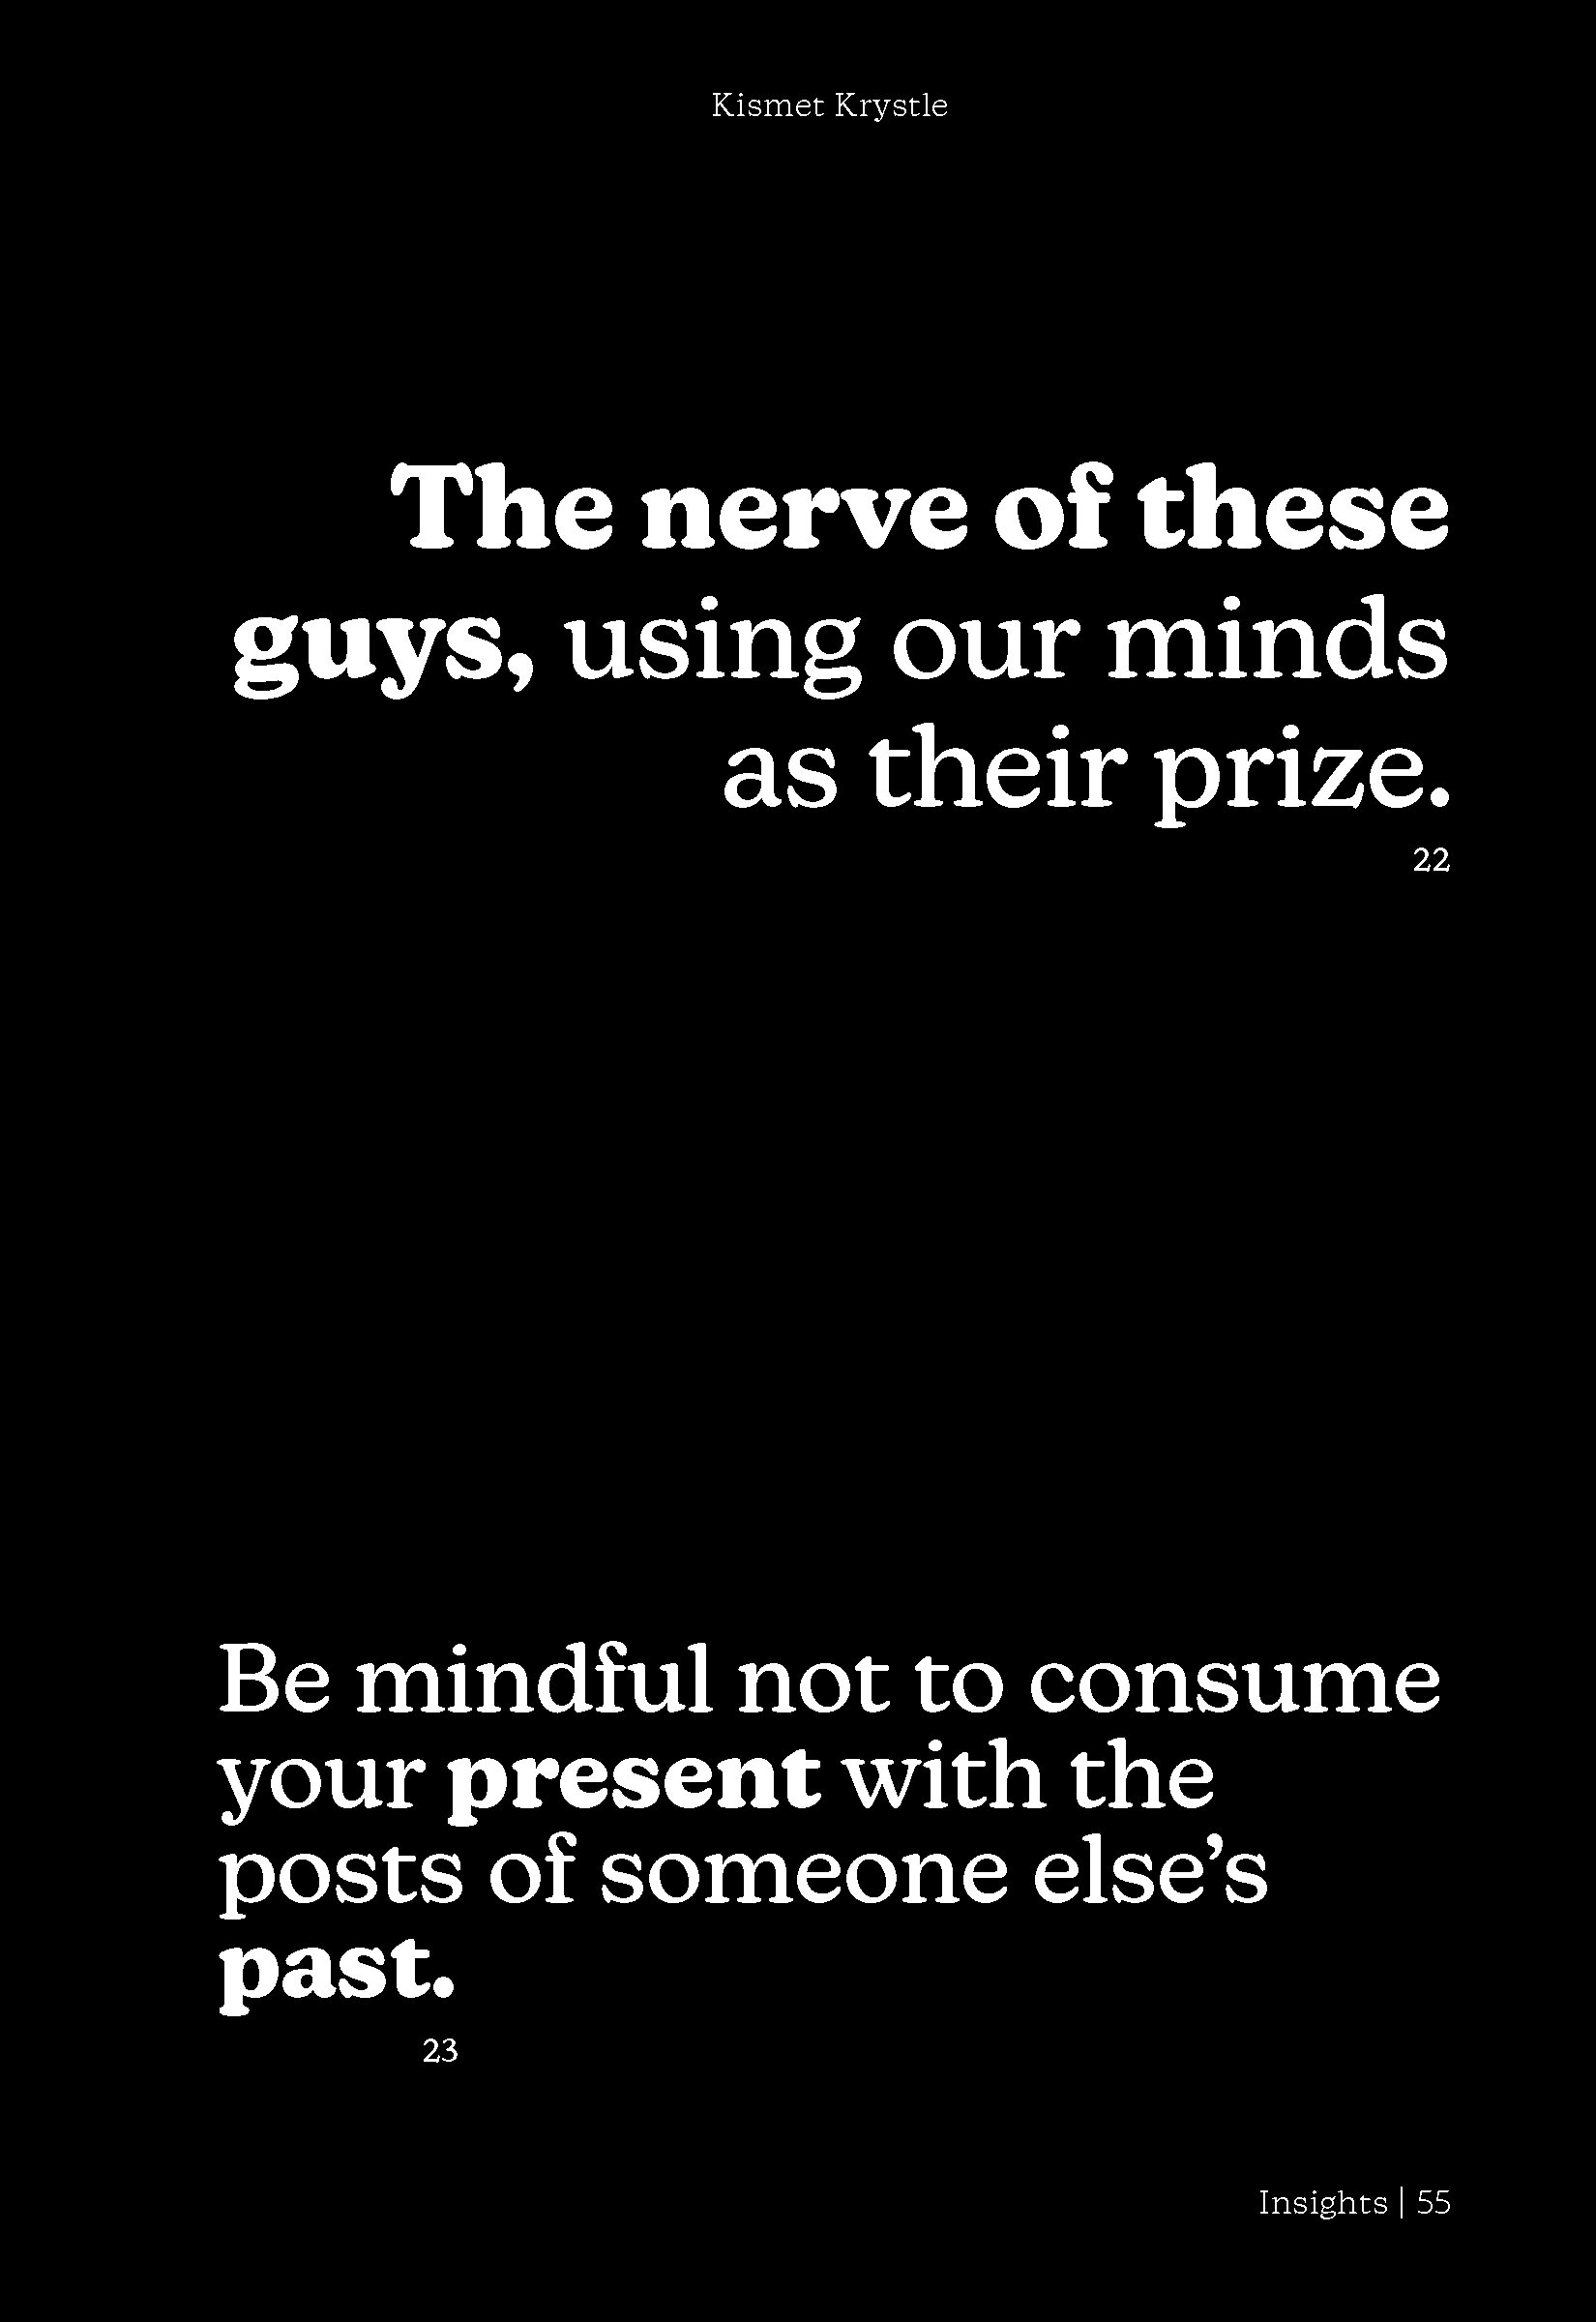 Kismet Krystle
The nerve of these
guys, using our minds
as their prize.
22
Be mindful not to consume
your present with the
posts of someone else’s
past.
23
Insights | 55